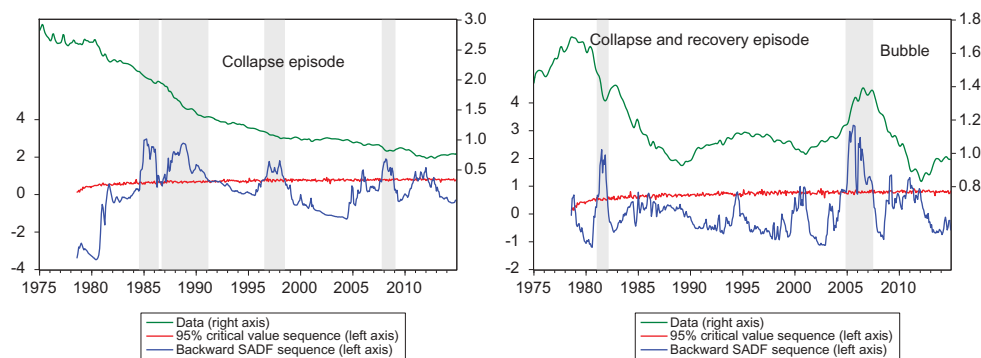 3.0
2.5
2.0
1.5
1.0
0.5
4
2
0
-2
-4
Collapse episode
1975 1980 1985 1990 1995 2000 2005 2010
Data (right axis)
95% critical value sequence (left axis)
Backward SADF sequence (left axis)
1.8
1.6
1.4
1.2
1.0
0.8
4
3
2
1
0
-1
-2
Collapse and recovery episode
Bubble
1975 1980 1985 1990 1995 2000 2005 2010
Data (right axis)
95% critical value sequence (left axis)
Backward SADF sequence (left axis)